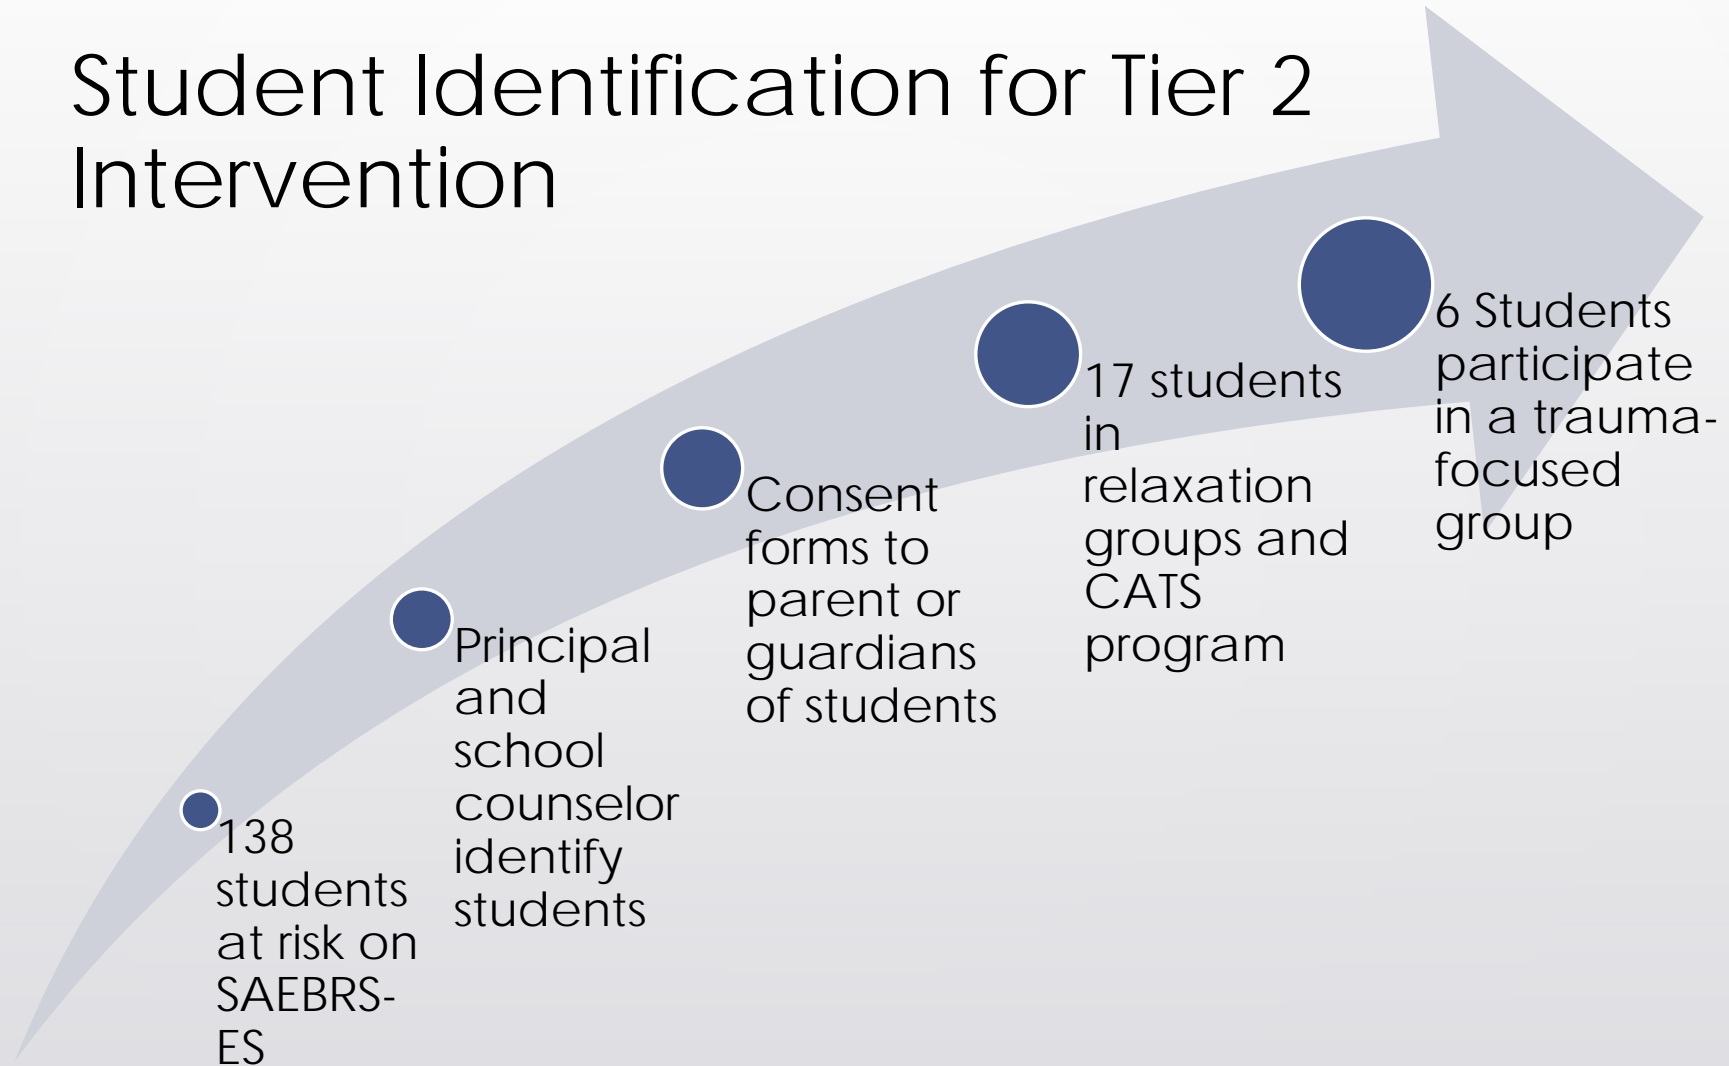 Student Identification for Tier 2
Intervention
138
students
at risk on
SAEBRS-
ES
Principal
and
school
counselor
identify
students
Consent
forms to
parent or
guardians
of students
17 students
in
relaxation
groups and
CATS
program
6 Students
participate
in a trauma-
focused
group